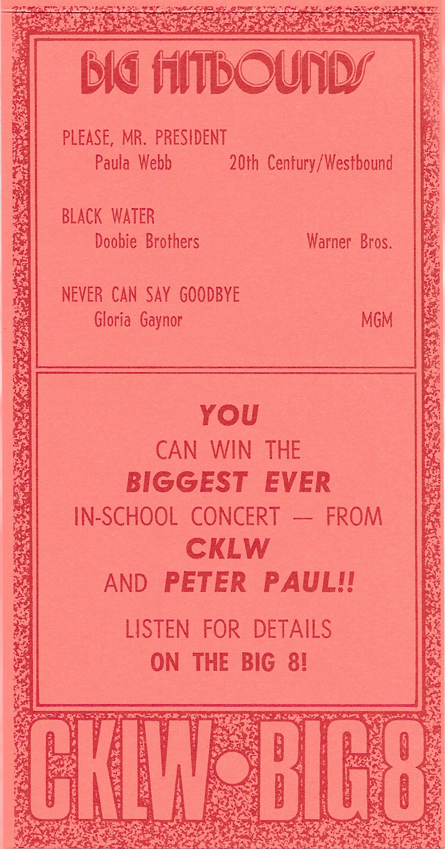 BIG HITBOUNDS
PLEASE, MR. PRESIDENT
Paula Webb 20th Century/Westbound
BLACK WATER
Doobie Brothers Warner Bros.
NEVER CAN SAY GOODBYE
Gloria Gaynor MGM
YOU
CAN WIN THE
BIGGEST EVER
IN-SCHOOL CONCERT — FROM
CKLW
AND PETER PAUL!!
LISTEN FOR DETAILS
ON THE BIG 8!
CKLW•BIG8